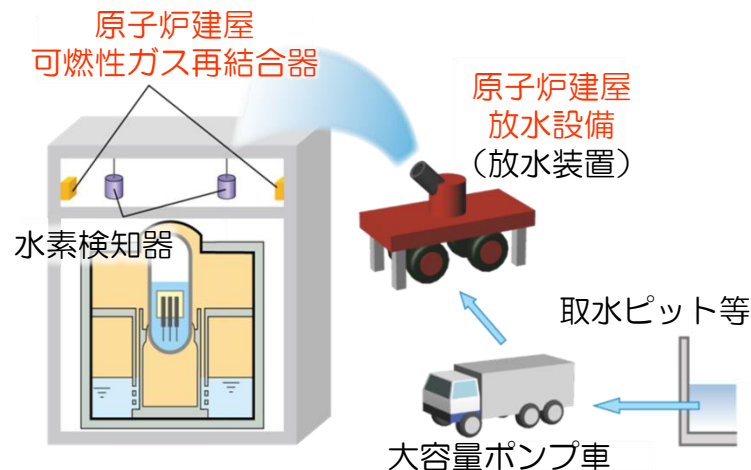 原子炉建屋
可燃性ガス再結合器
原子炉建屋
放水設備
（放水装置）
水素検知器
取水ピット等
大容量ポンプ車